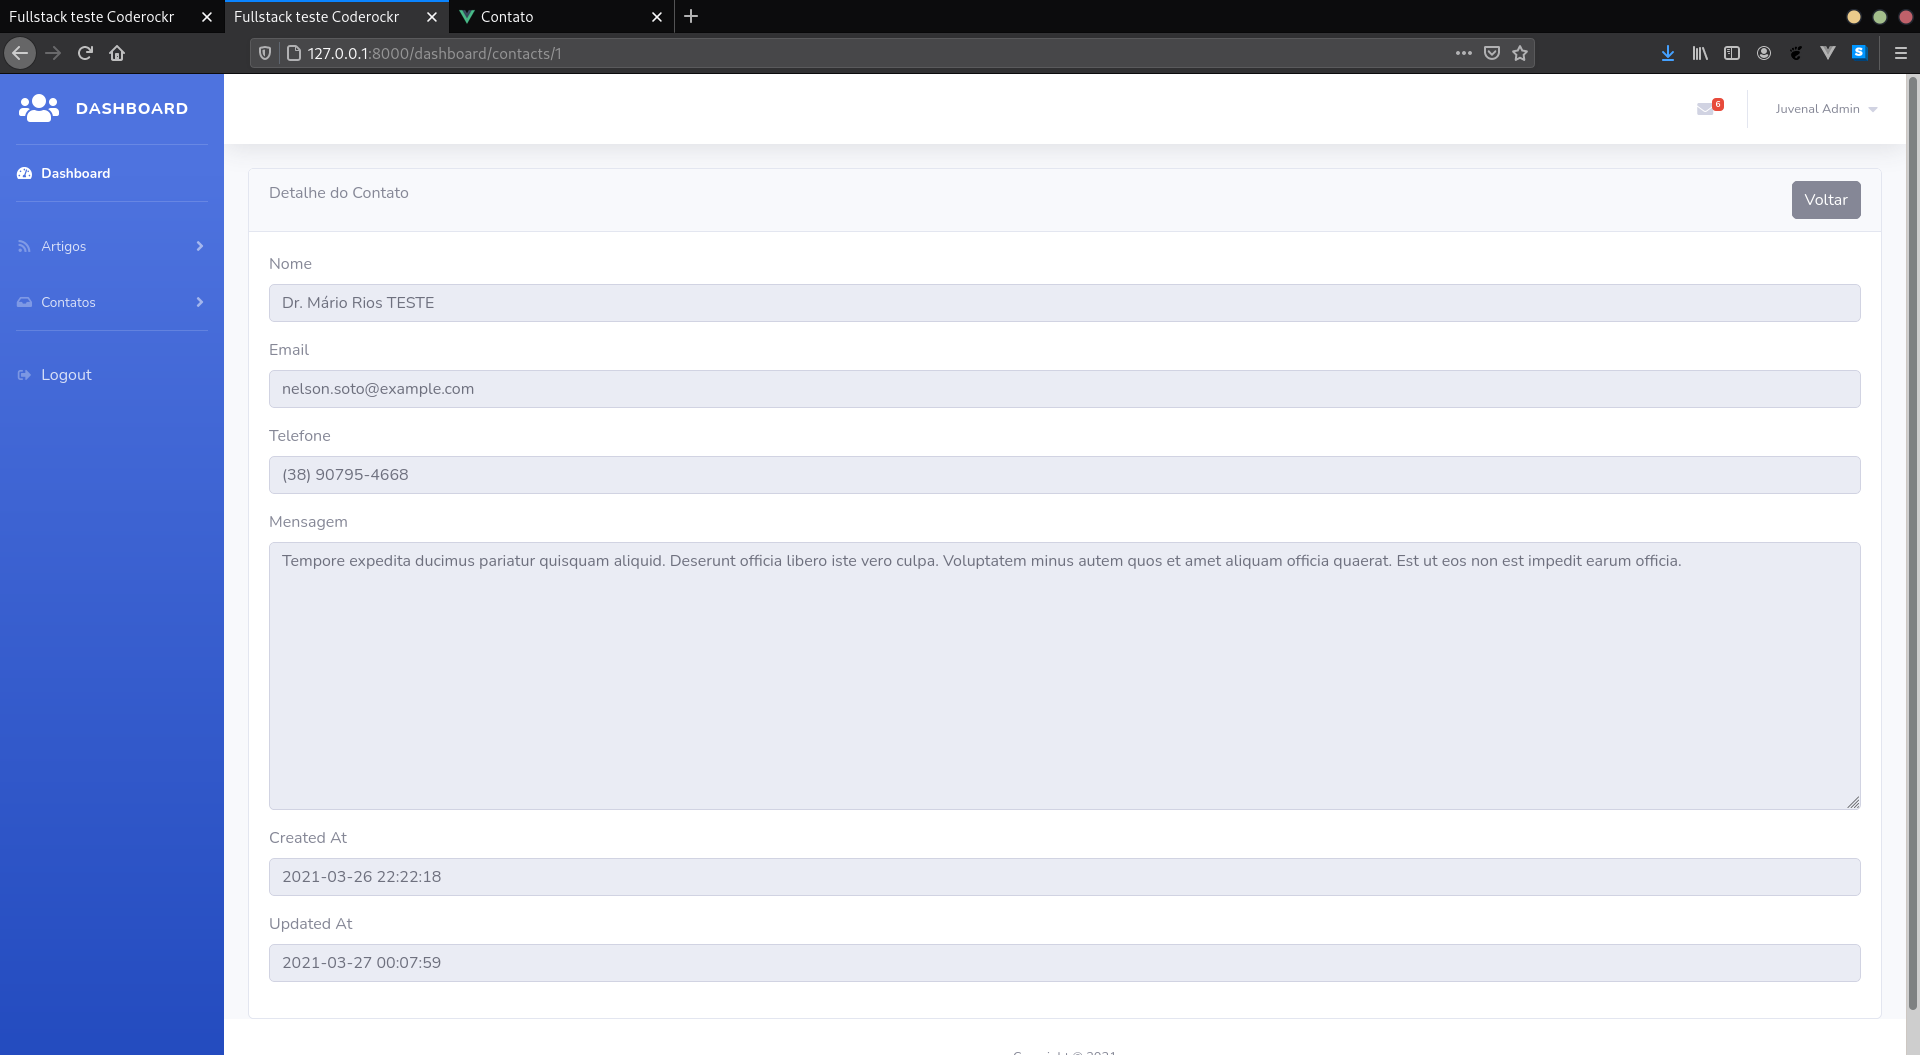 Fullstack teste Coderockr
Fullstack teste Coderockr
Contato
127.0.0.1:8000/dashboard/contacts/1
S
DASHBOARD
6
Juvenal Admin
Dashboard
Artigos
Contatos
Logout
Detalhe do Contato
Voltar
Nome
Dr. Mário Rios TESTE
Email
nelson.soto@example.com
Telefone
(38) 90795-4668
Mensagem
Tempore expedita ducimus pariatur quisquam aliquid. Deserunt officia libero iste vero culpa. Voluptatem minus autem quos et amet aliquam officia quaerat. Est ut eos non est impedit earum officia.
Created At
2021-03-26 22:22:18
Updated At
2021-03-27 00:07:59
Copyright © 2021